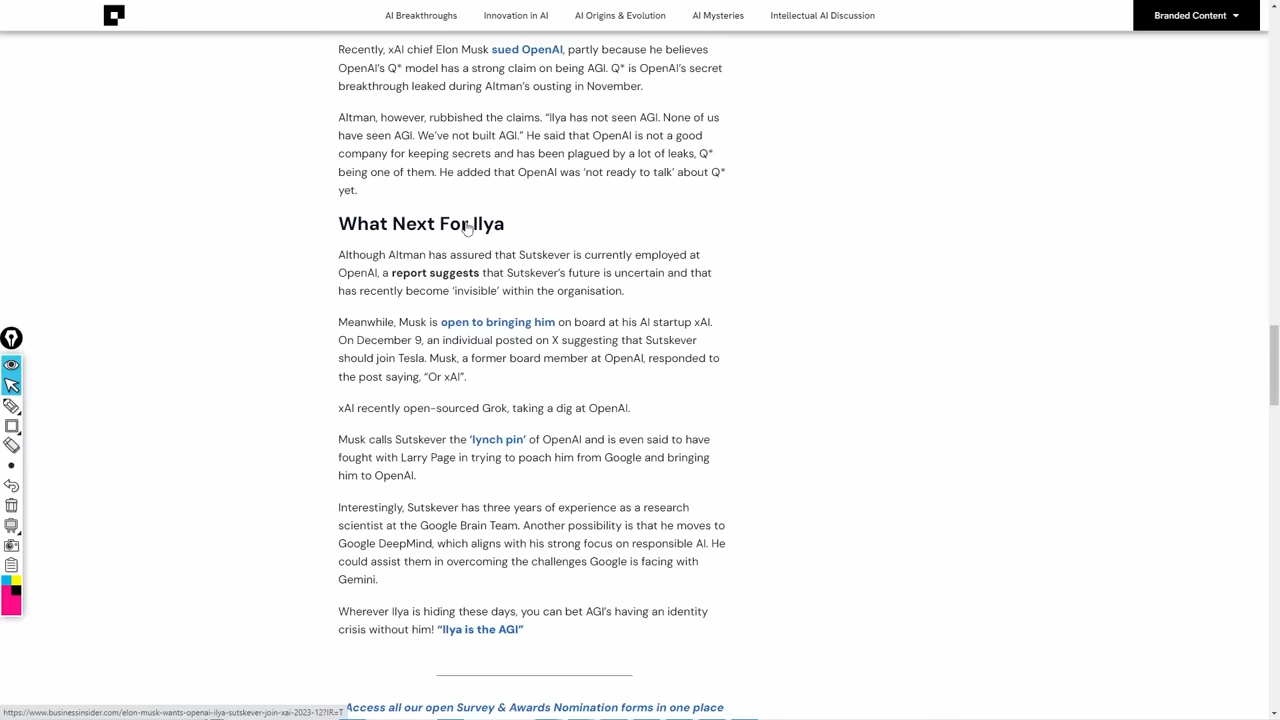 AI Breakthroughs Innovation in AI AI Origins & Evolution AI Mysteries Intellectual AI Discussion Branded Content
Recently, xAI chief Elon Musk sued OpenAI, partly because he believes
OpenAI's Q* model has a strong claim on being AGI. Q* is OpenAI's secret
breakthrough leaked during Altman's ousting in November.
Altman, however, rubbished the claims. “Ilya has not seen AGI. None of us
have seen AGI. We've not built AGI.” He said that OpenAI is not a good
company for keeping secrets and has been plagued by a lot of leaks, Q*
being one of them. He added that OpenAI was ‘not ready to talk’ about Q*
yet.
What Next For Ilya
Although Altman has assured that Sutskever is currently employed at
OpenAI, a report suggests that Sutskever's future is uncertain and that
has recently become ‘invisible’ within the organisation.
Meanwhile, Musk is open to bringing him on board at his AI startup xAI.
On December 9, an individual posted on X suggesting that Sutskever
should join Tesla. Musk, a former board member at OpenAI, responded to
the post saying, “Or xAI”.
xAI recently open-sourced Grok, taking a dig at OpenAI.
Musk calls Sutskever the ‘lynch pin’ of OpenAI and is even said to have
fought with Larry Page in trying to poach him from Google and bringing
him to OpenAI.
Interestingly, Sutskever has three years of experience as a research
scientist at the Google Brain Team. Another possibility is that he moves to
Google DeepMind, which aligns with his strong focus on responsible AI. He
could assist them in overcoming the challenges Google is facing with
Gemini.
Wherever Ilya is hiding these days, you can bet AGI's having an identity
crisis without him! “Ilya is the AGI”
Access all our open Survey & Awards Nomination forms in one place
https://www.businessinsider.com/elon-musk-wants-openai-ilya-sutskever-join-xai-2023-12?IR=T